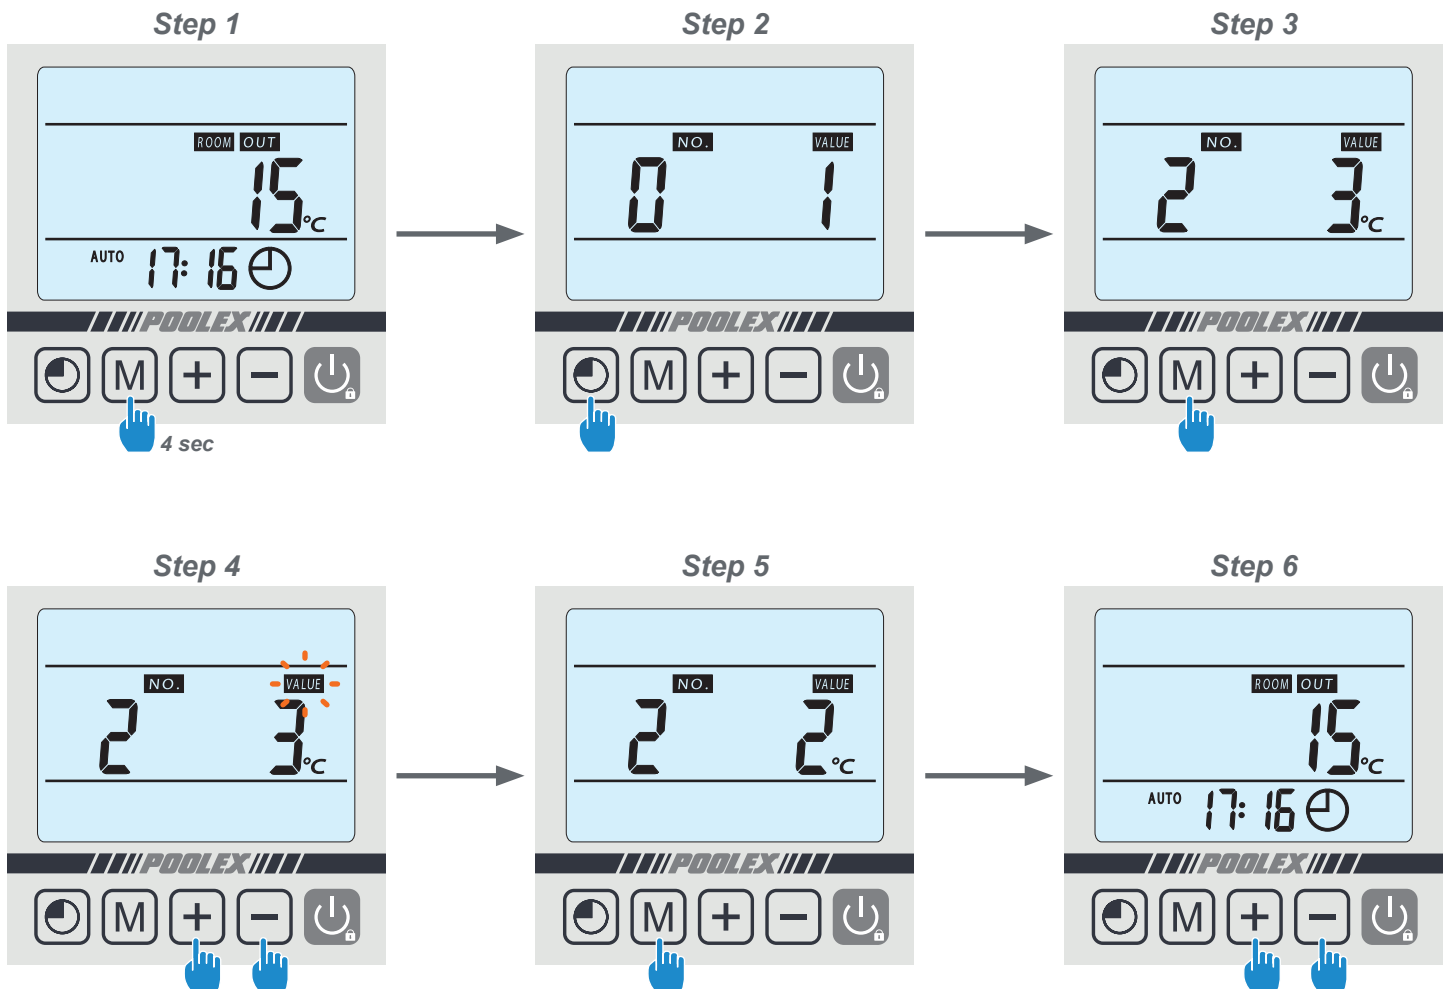 Step 1
Step 2
Step 3
ROOM OUT
15°C
AUTO 17:16
POOLEX
M
4 sec
NO. VALUE
0 1
POOLEX
M
NO. VALUE
2 3°C
POOLEX
M
Step 4
Step 5
Step 6
NO. VALUE
2 3°C
POOLEX
M
NO. VALUE
2 2°C
POOLEX
M
ROOM OUT
15°C
AUTO 17:16
POOLEX
M